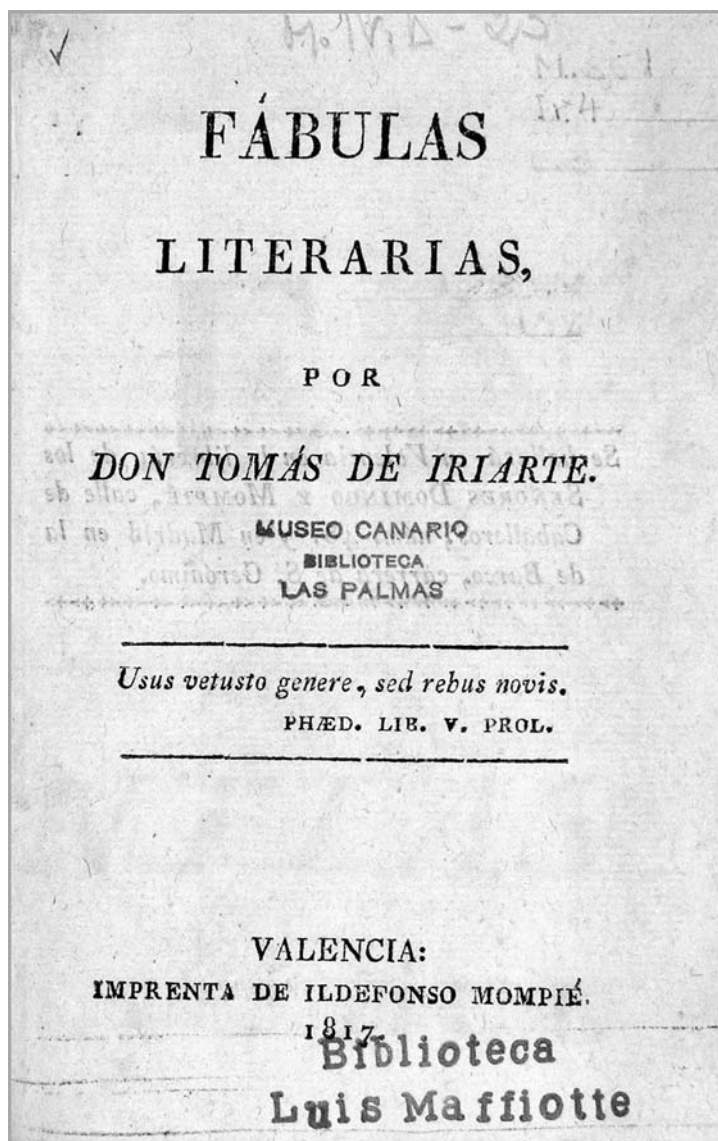 FÁBULAS
LITERARIAS,
POR
DON TOMÁS DE IRIARTE.
MUSEO CANARIO
BIBLIOTECA
LAS PALMAS
Usus vetusto genere, sed rebus novis.
PHÆD. LIB. V. PROL.
VALENCIA:
IMPRENTA DE ILDEFONSO MOMPIÉ.
1817.
Biblioteca
Luis Maffiotte